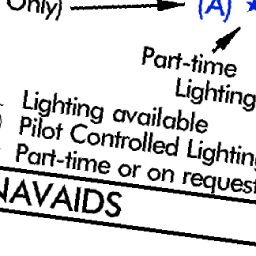 Only) (A)
Part-time
Lighting
Lighting available
Pilot Controlled Lighting
Part-time or on request
NAVAIDS